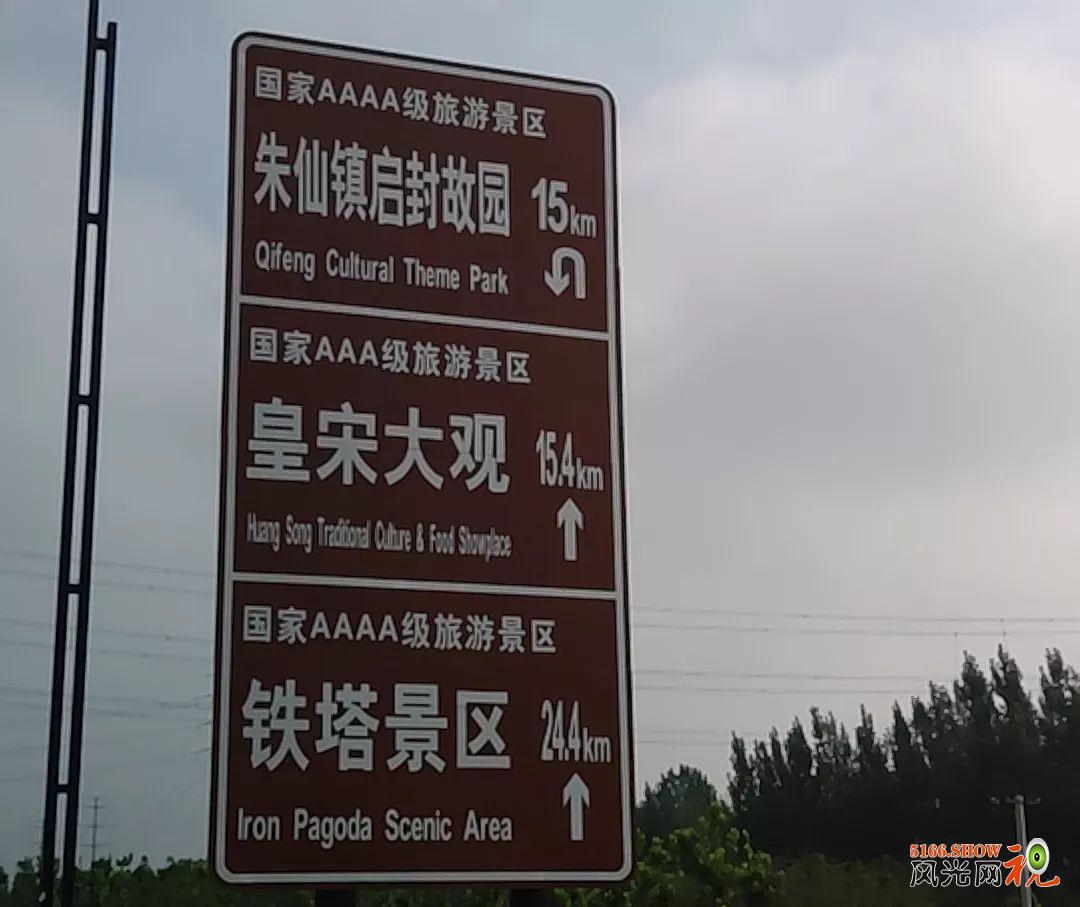 国家AAAA级旅游景区
朱仙镇启封故园 15km
Qifeng Cultural Theme Park
国家AAA级旅游景区
皇宋大观 15.4km
Huang Song Traditional Culture & Food Showplace
国家AAAA级旅游景区
铁塔景区 24.4km
Iron Pagoda Scenic Area
5166.SHOW
风光网视